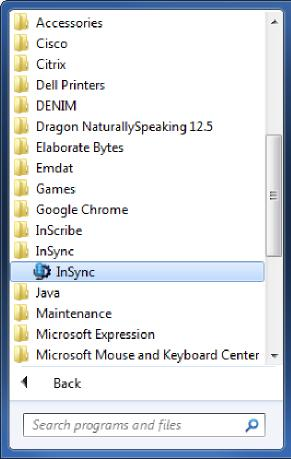 Accessories
Cisco
Citrix
Dell Printers
DENIM
Dragon NaturallySpeaking 12.5
Elaborate Bytes
Emdat
Games
Google Chrome
InScribe
InSync
InSync
Java
Maintenance
Microsoft Expression
Microsoft Mouse and Keyboard Center
Back
Search programs and files